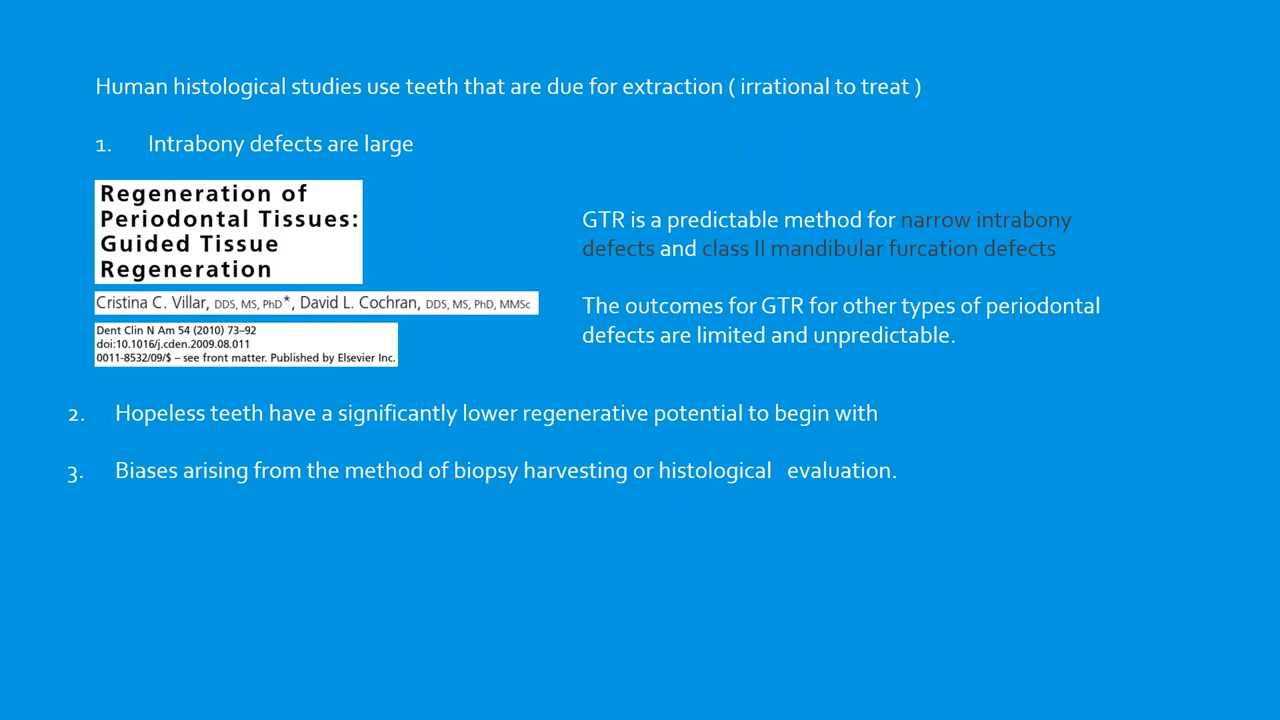 Human histological studies use teeth that are due for extraction ( irrational to treat )
1. Intrabony defects are large
Regeneration of
Periodontal Tissues:
Guided Tissue
Regeneration
Cristina C. Villar, DDS, MS, PhD*, David L. Cochran, DDS, MS, PhD, MMSc
Dent Clin N Am 54 (2010) 73–92
doi:10.1016/j.cden.2009.08.011
0011-8532/09/$ – see front matter. Published by Elsevier Inc.
GTR is a predictable method for narrow intrabony
defects and class II mandibular furcation defects
The outcomes for GTR for other types of periodontal
defects are limited and unpredictable.
2. Hopeless teeth have a significantly lower regenerative potential to begin with
3. Biases arising from the method of biopsy harvesting or histological evaluation.